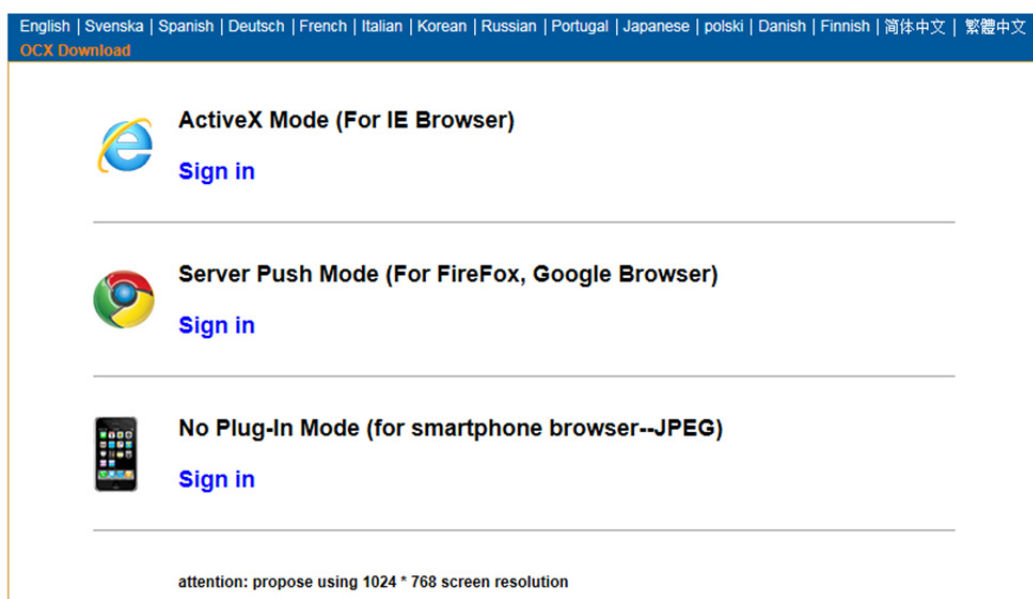 English | Svenska | Spanish | Deutsch | French | Italian | Korean | Russian | Portugal | Japanese | polski | Danish | Finnish | 简体中文 | 繁體中文
OCX Download
ActiveX Mode (For IE Browser)
Sign in
Server Push Mode (For FireFox, Google Browser)
Sign in
No Plug-In Mode (for smartphone browser--JPEG)
Sign in
attention: propose using 1024 * 768 screen resolution